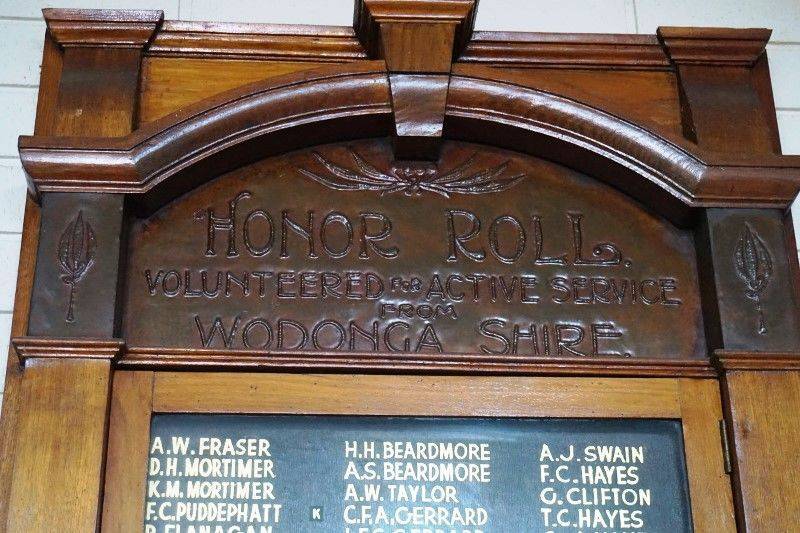 HONOR ROLL.
VOLUNTEERED FOR ACTIVE SERVICE
FROM
WODONGA SHIRE.
A.W. FRASER
D.H. MORTIMER
K.M. MORTIMER
F.C. PUDDEPHATT K
H.H. BEARDMORE
A.S. BEARDMORE
A.W. TAYLOR
C.F.A. GERRARD
A.J. SWAIN
F.C. HAYES
G. CLIFTON
T.C. HAYES